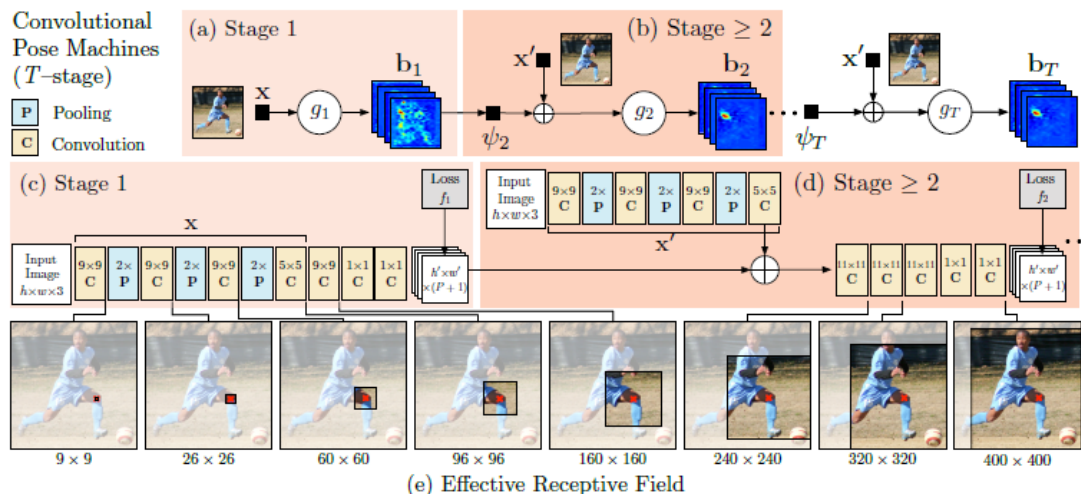 Convolutional
Pose Machines
(T–stage)
P Pooling
C Convolution
(a) Stage 1
x
g₁
b₁
(b) Stage ≥ 2
ψ₂
x′
g₂
b₂
ψ_T
x′
g_T
b_T
(c) Stage 1
x
Input
Image
h×w×3
9×9 2× 9×9 2× 9×9 2× 5×5 9×9 1×1 1×1
C P C P C P C C C C
Loss
f₁
h′×w′
×(P+1)
(d) Stage ≥ 2
Input
Image
h×w×3
9×9 2× 9×9 2× 9×9 2× 5×5
C P C P C P C
x′
11×11 11×11 11×11 1×1 1×1
C C C C C
Loss
f₂
h′×w′
×(P+1)
9 × 9 26 × 26 60 × 60 96 × 96 160 × 160 240 × 240 320 × 320 400 × 400
(e) Effective Receptive Field